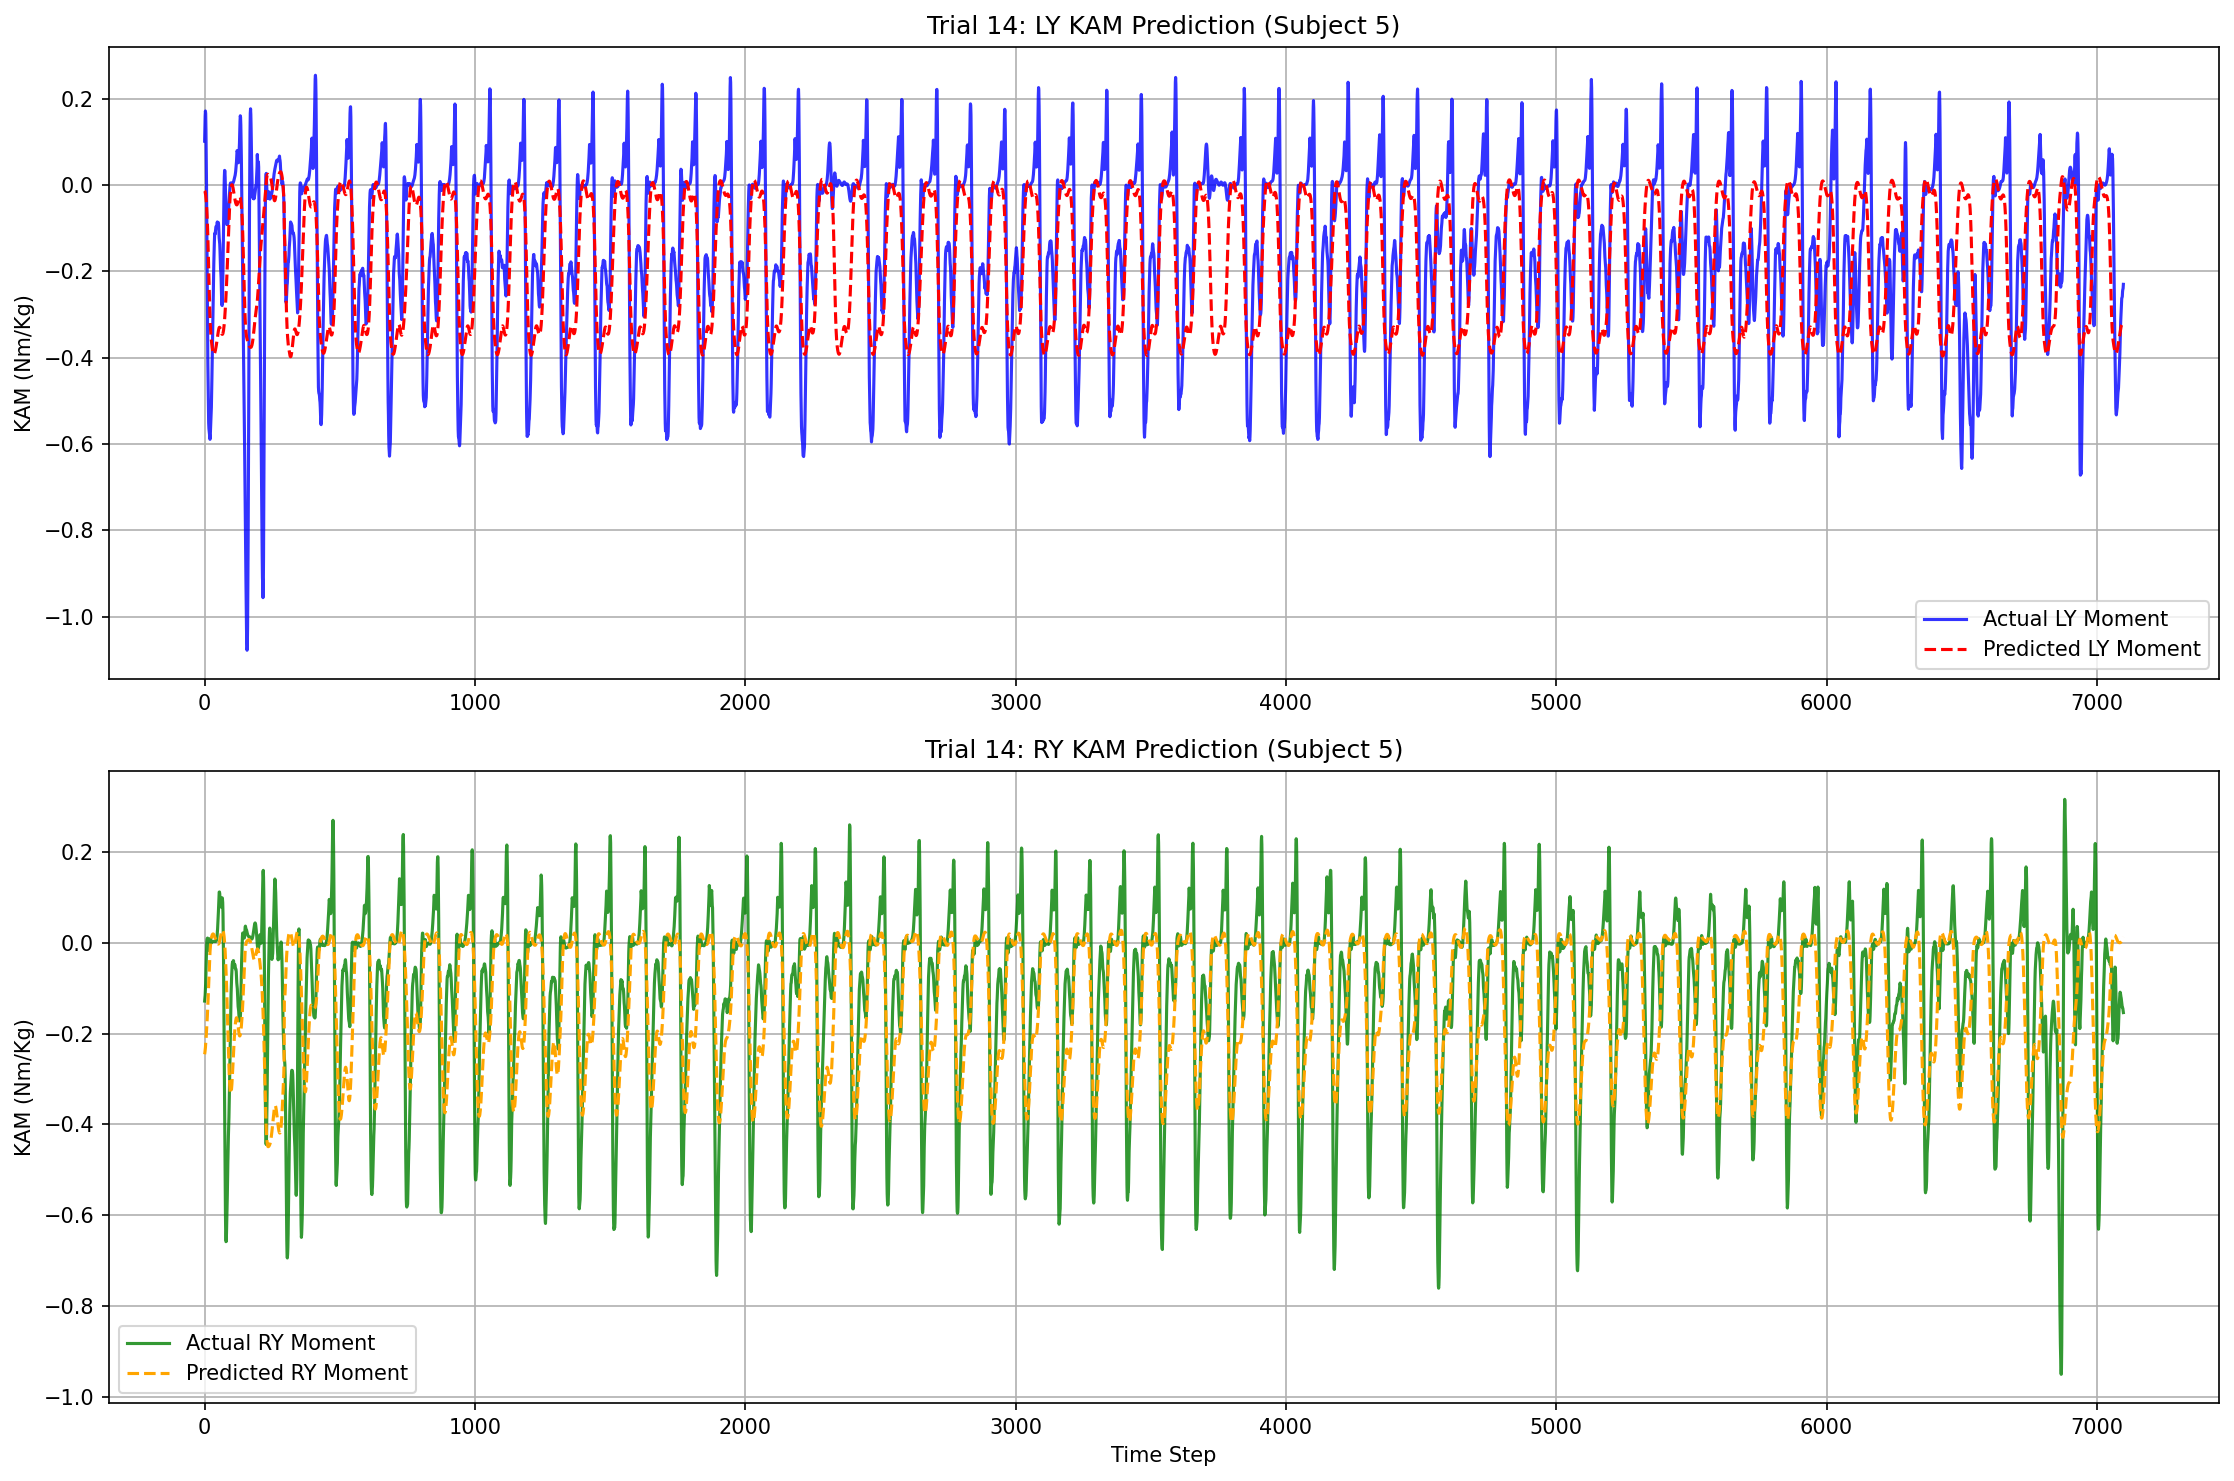 Trial 14: LY KAM Prediction (Subject 5)
KAM (Nm/Kg)
0.2
0.0
−0.2
−0.4
−0.6
−0.8
−1.0
Actual LY Moment
Predicted LY Moment
0 1000 2000 3000 4000 5000 6000 7000
Trial 14: RY KAM Prediction (Subject 5)
KAM (Nm/Kg)
0.2
0.0
−0.2
−0.4
−0.6
−0.8
−1.0
Actual RY Moment
Predicted RY Moment
0 1000 2000 3000 4000 5000 6000 7000
Time Step